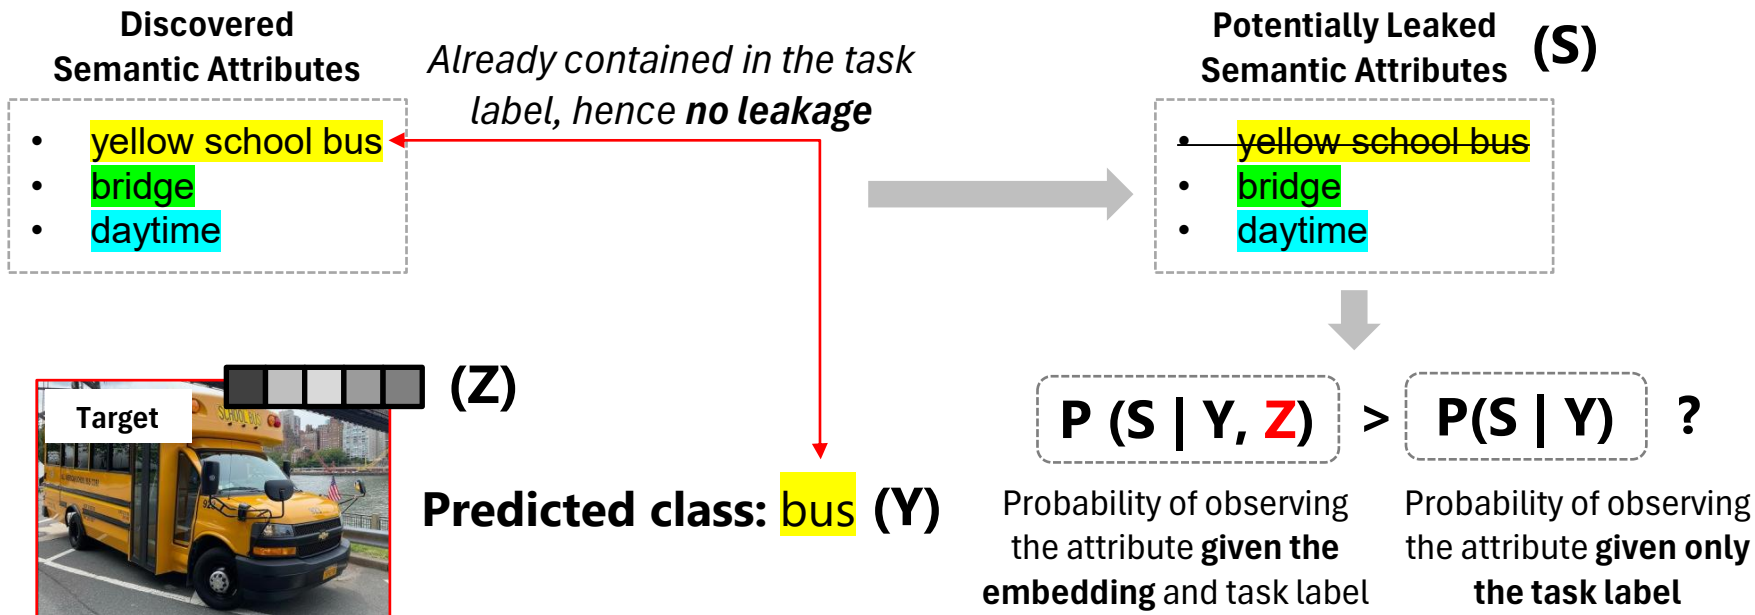 Discovered
Semantic Attributes
• yellow school bus
• bridge
• daytime
Already contained in the task
label, hence no leakage
Potentially Leaked
Semantic Attributes (S)
• yellow school bus
• bridge
• daytime
Target
(Z)
SCHOOL BUS
Predicted class: bus (Y)
P (S | Y, Z) > P(S | Y) ?
Probability of observing
the attribute given the
embedding and task label
Probability of observing
the attribute given only
the task label